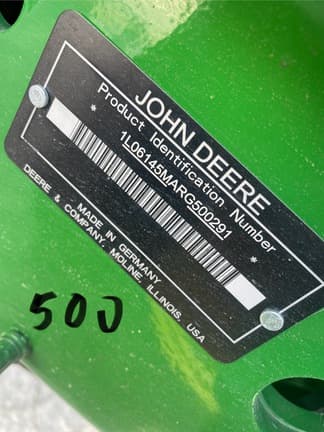 JOHN DEERE
Product Identification Number
*1L06145MARG500291*
MADE IN GERMANY
DEERE & COMPANY, MOLINE, ILLINOIS, USA
500